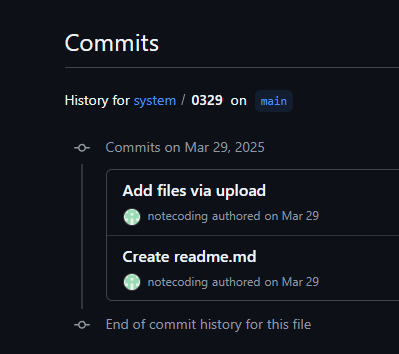 Commits
History for system / 0329 on main
Commits on Mar 29, 2025
Add files via upload
notecoding authored on Mar 29
Create readme.md
notecoding authored on Mar 29
End of commit history for this file